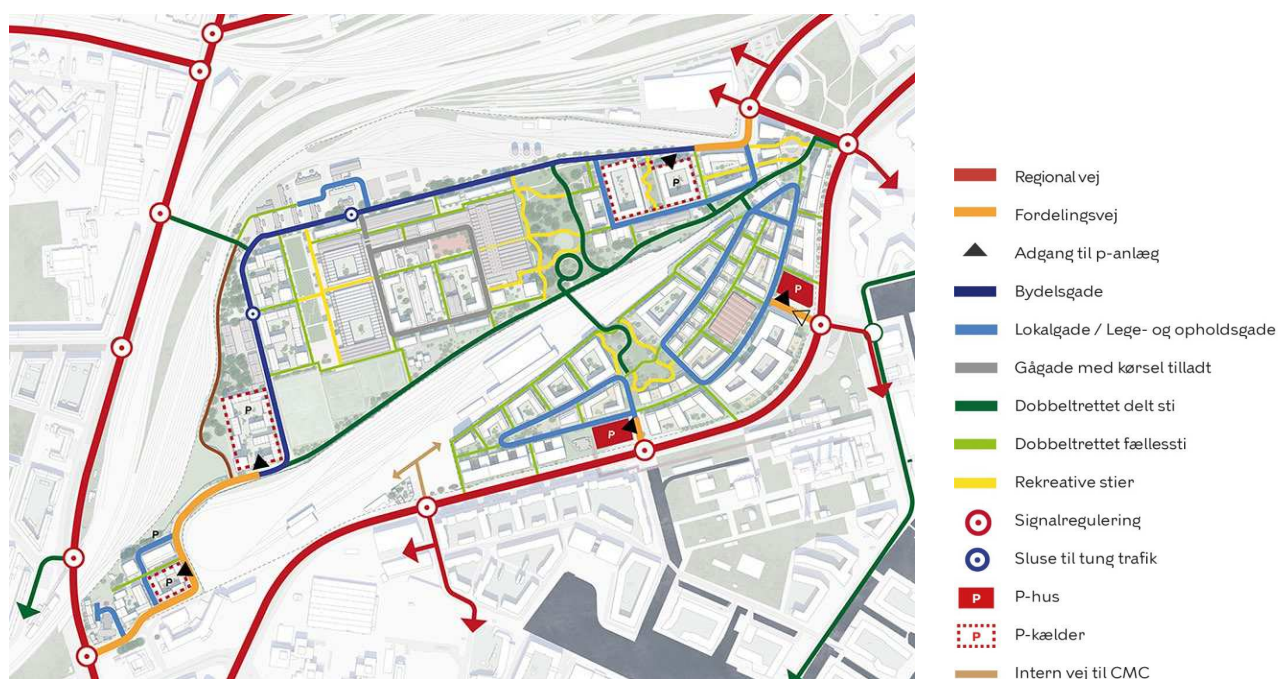 P
P
P
P
P
P
Regional vej
Fordelingsvej
Adgang til p-anlæg
Bydelsgade
Lokalgade / Lege- og opholdsgade
Gågade med kørsel tilladt
Dobbeltrettet delt sti
Dobbeltrettet fællessti
Rekreative stier
Signalregulering
Sluse til tung trafik
P P-hus
P P-kælder
Intern vej til CMC